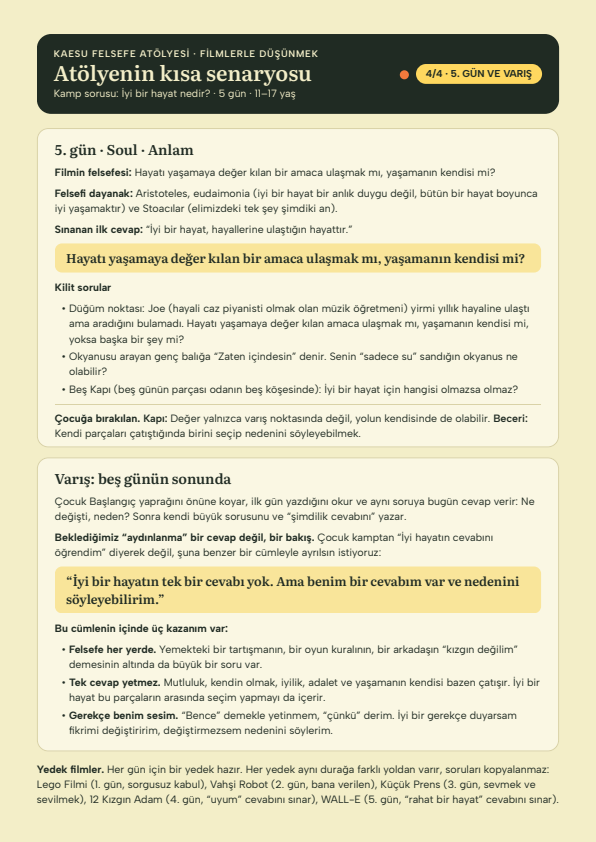 KAESU FELSEFE ATÖLYESİ · FİLMLERLE DÜŞÜNMEK
Atölyenin kısa senaryosu
Kamp sorusu: İyi bir hayat nedir? · 5 gün · 11–17 yaş
4/4 · 5. GÜN VE VARIŞ
5. gün · Soul · Anlam
Filmin felsefesi: Hayatı yaşamaya değer kılan bir amaca ulaşmak mı, yaşamanın kendisi mi?
Felsefi dayanak: Aristoteles, eudaimonia (iyi bir hayat bir anlık duygu değil, bütün bir hayat boyunca
iyi yaşamaktır) ve Stoacılar (elimizdeki tek şey şimdiki an).
Sınanan ilk cevap: “İyi bir hayat, hayallerine ulaştığın hayattır.”
Hayatı yaşamaya değer kılan bir amaca ulaşmak mı, yaşamanın kendisi mi?
Kilit sorular
• Düğüm noktası: Joe (hayali caz piyanisti olmak olan müzik öğretmeni) yirmi yıllık hayaline ulaştı
ama aradığını bulamadı. Hayatı yaşamaya değer kılan amaca ulaşmak mı, yaşamanın kendisi mi,
yoksa başka bir şey mi?
• Okyanusu arayan genç balığa “Zaten içindesin” denir. Senin “sadece su” sandığın okyanus ne
olabilir?
• Beş Kapı (beş günün parçası odanın beş köşesinde): İyi bir hayat için hangisi olmazsa olmaz?
Çocuğa bırakılan. Kapı: Değer yalnızca varış noktasında değil, yolun kendisinde de olabilir. Beceri:
Kendi parçaları çatıştığında birini seçip nedenini söyleyebilmek.
Varış: beş günün sonunda
Çocuk Başlangıç yaprağını önüne koyar, ilk gün yazdığını okur ve aynı soruya bugün cevap verir: Ne
değişti, neden? Sonra kendi büyük sorusunu ve “şimdilik cevabını” yazar.
Beklediğimiz “aydınlanma” bir cevap değil, bir bakış. Çocuk kamptan “İyi hayatın cevabını
öğrendim” diyerek değil, şuna benzer bir cümleyle ayrılsın istiyoruz:
“İyi bir hayatın tek bir cevabı yok. Ama benim bir cevabım var ve nedenini
söyleyebilirim.”
Bu cümlenin içinde üç kazanım var:
• Felsefe her yerde. Yemekteki bir tartışmanın, bir oyun kuralının, bir arkadaşın “kızgın değilim”
demesinin altında da büyük bir soru var.
• Tek cevap yetmez. Mutluluk, kendin olmak, iyilik, adalet ve yaşamanın kendisi bazen çatışır. İyi bir
hayat bu parçaların arasında seçim yapmayı da içerir.
• Gerekçe benim sesim. “Bence” demekle yetinmem, “çünkü” derim. İyi bir gerekçe duyarsam
fikrimi değiştiririm, değiştirmezsem nedenini söylerim.
Yedek filmler. Her gün için bir yedek hazır. Her yedek aynı durağa farklı yoldan varır, soruları kopyalanmaz:
Lego Filmi (1. gün, sorgusuz kabul), Vahşi Robot (2. gün, bana verilen), Küçük Prens (3. gün, sevmek ve
sevilmek), 12 Kızgın Adam (4. gün, “uyum” cevabını sınar), WALL-E (5. gün, “rahat bir hayat” cevabını sınar).